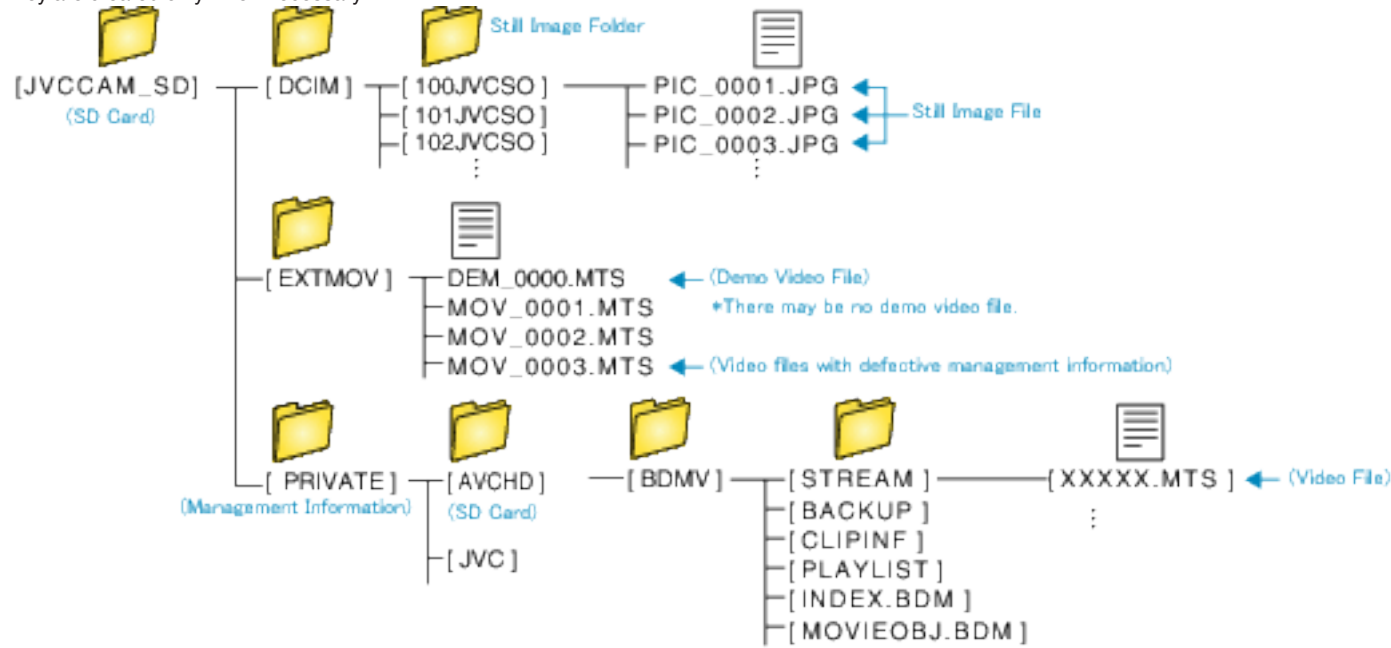 Still Image Folder
[JVCCAM_SD]
(SD Card)
[DCIM]
[100JVCSO]
[101JVCSO]
[102JVCSO]
PIC_0001.JPG
PIC_0002.JPG
PIC_0003.JPG
Still Image File
[EXTMOV]
DEM_0000.MTS
(Demo Video File)
MOV_0001.MTS
*There may be no demo video file.
MOV_0002.MTS
MOV_0003.MTS
(Video files with defective management information)
[PRIVATE]
(Management Information)
[AVCHD]
(SD Card)
[JVC]
[BDMV]
[STREAM]
[BACKUP]
[CLIPINF]
[PLAYLIST]
[INDEX.BDM]
[MOVIEOBJ.BDM]
[XXXXX.MTS]
(Video File)